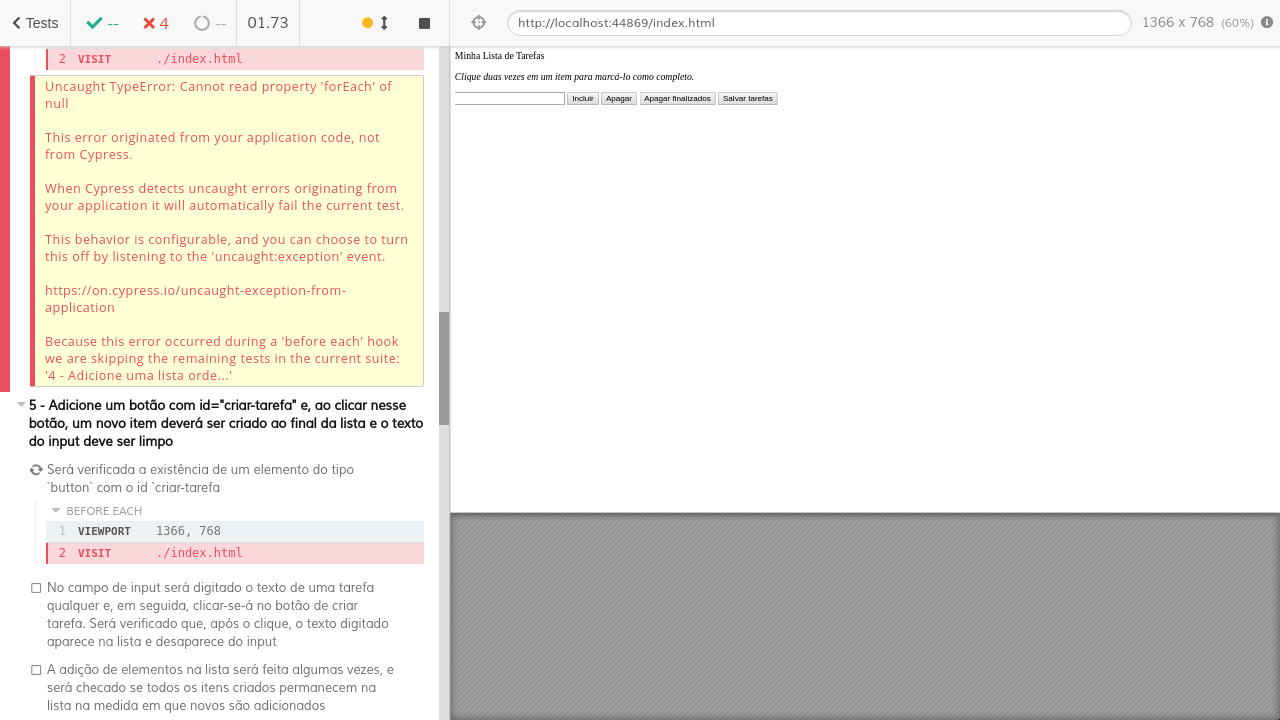 Tests
--
4
--
01.73
http://localhost:44869/index.html
1366 x 768 (60%)
2 VISIT ./index.html
Uncaught TypeError: Cannot read property 'forEach' of
null
This error originated from your application code, not
from Cypress.
When Cypress detects uncaught errors originating from
your application it will automatically fail the current test.
This behavior is configurable, and you can choose to turn
this off by listening to the 'uncaught:exception' event.
https://on.cypress.io/uncaught-exception-from-
application
Because this error occurred during a 'before each' hook
we are skipping the remaining tests in the current suite:
'4 - Adicione uma lista orde...'
5 - Adicione um botão com id="criar-tarefa" e, ao clicar nesse
botão, um novo item deverá ser criado ao final da lista e o texto
do input deve ser limpo
Será verificada a existência de um elemento do tipo
`button` com o id `criar-tarefa
BEFORE EACH
1 VIEWPORT 1366, 768
2 VISIT ./index.html
No campo de input será digitado o texto de uma tarefa
qualquer e, em seguida, clicar-se-á no botão de criar
tarefa. Será verificado que, após o clique, o texto digitado
aparece na lista e desaparece do input
A adição de elementos na lista será feita algumas vezes, e
será checado se todos os itens criados permanecem na
lista na medida em que novos são adicionados
Minha Lista de Tarefas
Clique duas vezes em um item para marcá-lo como completo.
Incluir Apagar Apagar finalizados Salvar tarefas